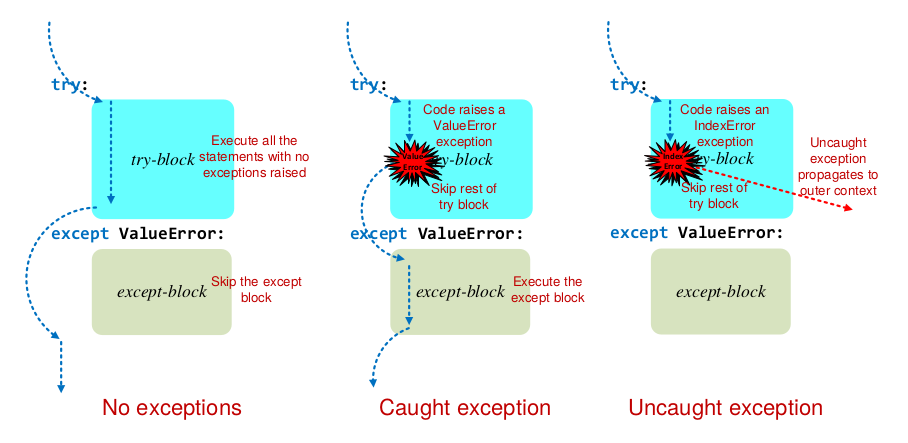 try:
try-block
Execute all the
statements with no
exceptions raised
except ValueError:
except-block
Skip the except
block
No exceptions
try:
Code raises a
ValueError
exception
Value
Error
try-block
Skip rest of
try block
except ValueError:
except-block
Execute the
except block
Caught exception
try:
Code raises an
IndexError
exception
Index
Error
try-block
Skip rest of
try block
Uncaught
exception
propagates to
outer context
except ValueError:
except-block
Uncaught exception